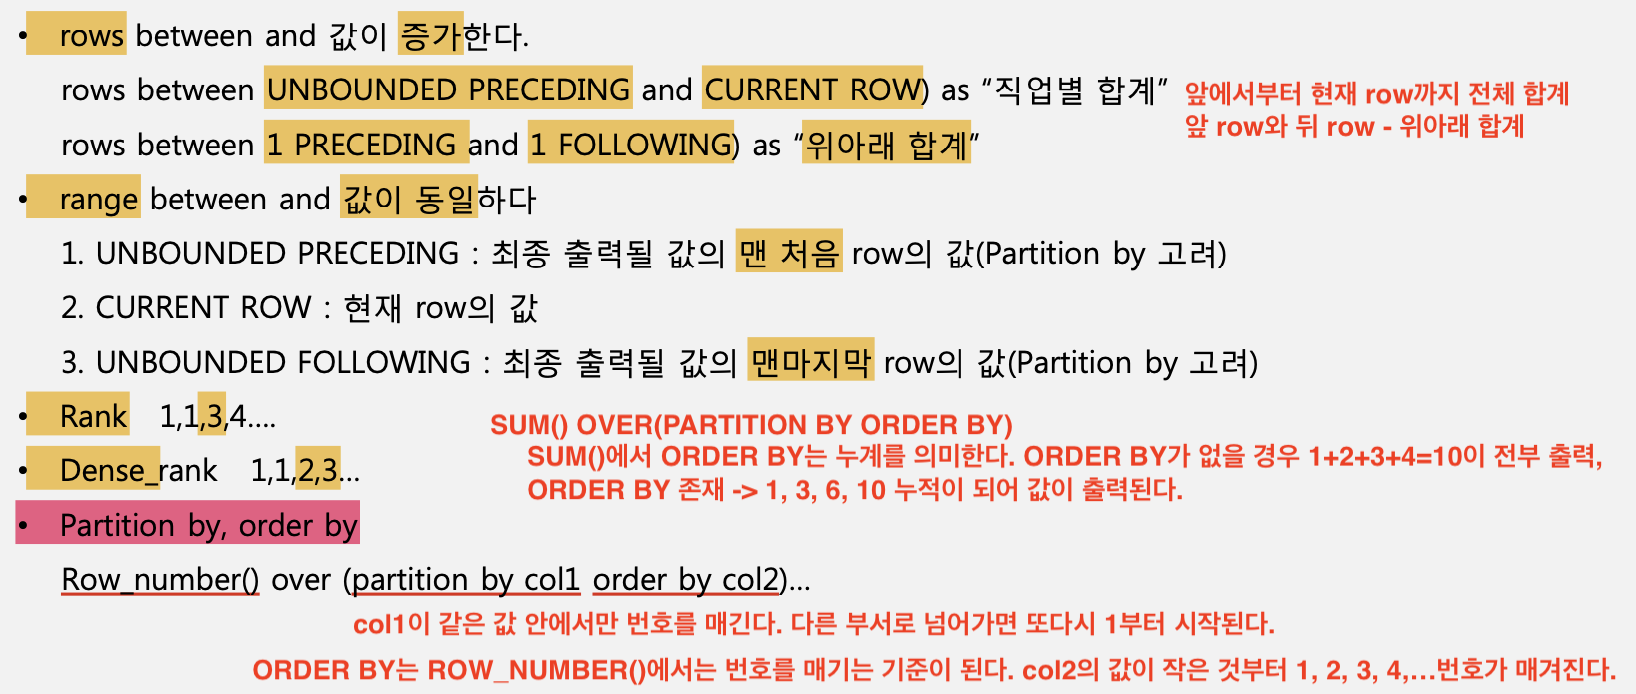 • rows between and 값이 증가한다.
rows between UNBOUNDED PRECEDING and CURRENT ROW) as “직업별 합계”
앞에서부터 현재 row까지 전체 합계
앞 row와 뒤 row - 위아래 합계
rows between 1 PRECEDING and 1 FOLLOWING) as “위아래 합계”
• range between and 값이 동일하다
1. UNBOUNDED PRECEDING : 최종 출력될 값의 맨 처음 row의 값(Partition by 고려)
2. CURRENT ROW : 현재 row의 값
3. UNBOUNDED FOLLOWING : 최종 출력될 값의 맨마지막 row의 값(Partition by 고려)
• Rank 1,1,3,4....
• Dense_rank 1,1,2,3...
SUM() OVER(PARTITION BY ORDER BY)
SUM()에서 ORDER BY는 누계를 의미한다. ORDER BY가 없을 경우 1+2+3+4=10이 전부 출력,
ORDER BY 존재 -> 1, 3, 6, 10 누적이 되어 값이 출력된다.
• Partition by, order by
Row_number() over (partition by col1 order by col2)...
col1이 같은 값 안에서만 번호를 매긴다. 다른 부서로 넘어가면 또다시 1부터 시작된다.
ORDER BY는 ROW_NUMBER()에서는 번호를 매기는 기준이 된다. col2의 값이 작은 것부터 1, 2, 3, 4,...번호가 매겨진다.